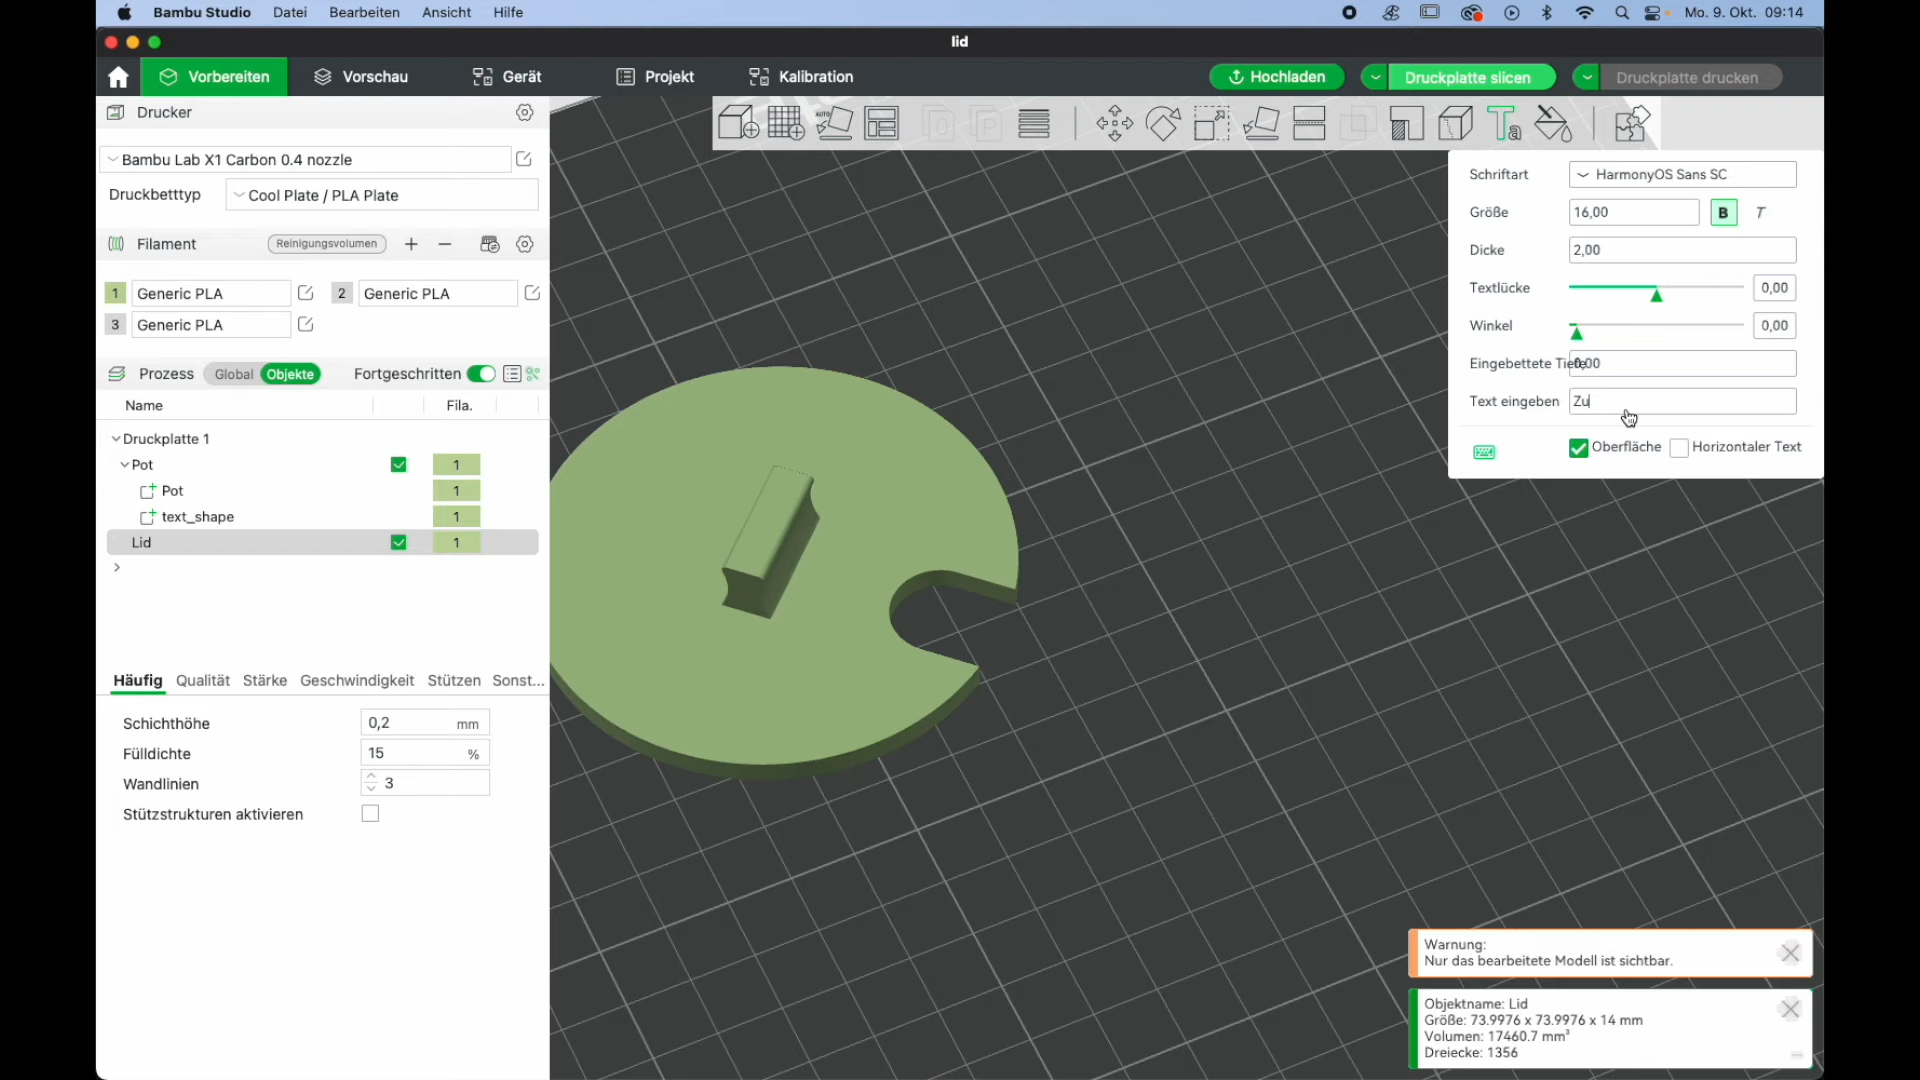 Bambu Studio Datei Bearbeiten Ansicht Hilfe Mo. 9. Okt. 09:14
lid
Vorbereiten Vorschau Gerät Projekt Kalibration Hochladen Druckplatte slicen Druckplatte drucken
Drucker
Bambu Lab X1 Carbon 0.4 nozzle
Druckbetttyp Cool Plate / PLA Plate
Filament Reinigungsvolumen + −
1 Generic PLA 2 Generic PLA
3 Generic PLA
Prozess Global Objekte Fortgeschritten
Name Fila.
Druckplatte 1
Pot 1
Pot 1
text_shape 1
Lid 1
Häufig Qualität Stärke Geschwindigkeit Stützen Sonst...
Schichthöhe 0,2 mm
Fülldichte 15 %
Wandlinien 3
Stützstrukturen aktivieren
AUTO
Schriftart HarmonyOS Sans SC
Größe 16,00 B T
Dicke 2,00
Textlücke 0,00
Winkel 0,00
Eingebettete Tiefe 0,00
Text eingeben Zu
Oberfläche Horizontaler Text
Warnung:
Nur das bearbeitete Modell ist sichtbar.
Objektname: Lid
Größe: 73.9976 x 73.9976 x 14 mm
Volumen: 17460.7 mm³
Dreiecke: 1356